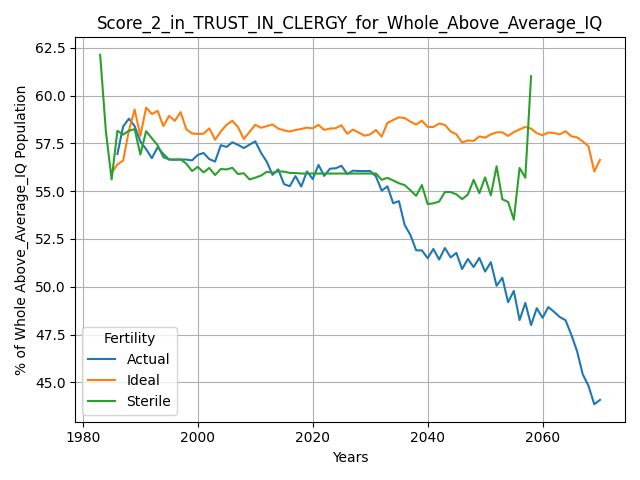 Score_2_in_TRUST_IN_CLERGY_for_Whole_Above_Average_IQ
% of Whole Above_Average_IQ Population
62.5
60.0
57.5
55.0
52.5
50.0
47.5
45.0
Fertility
Actual
Ideal
Sterile
1980
2000
2020
2040
2060
Years